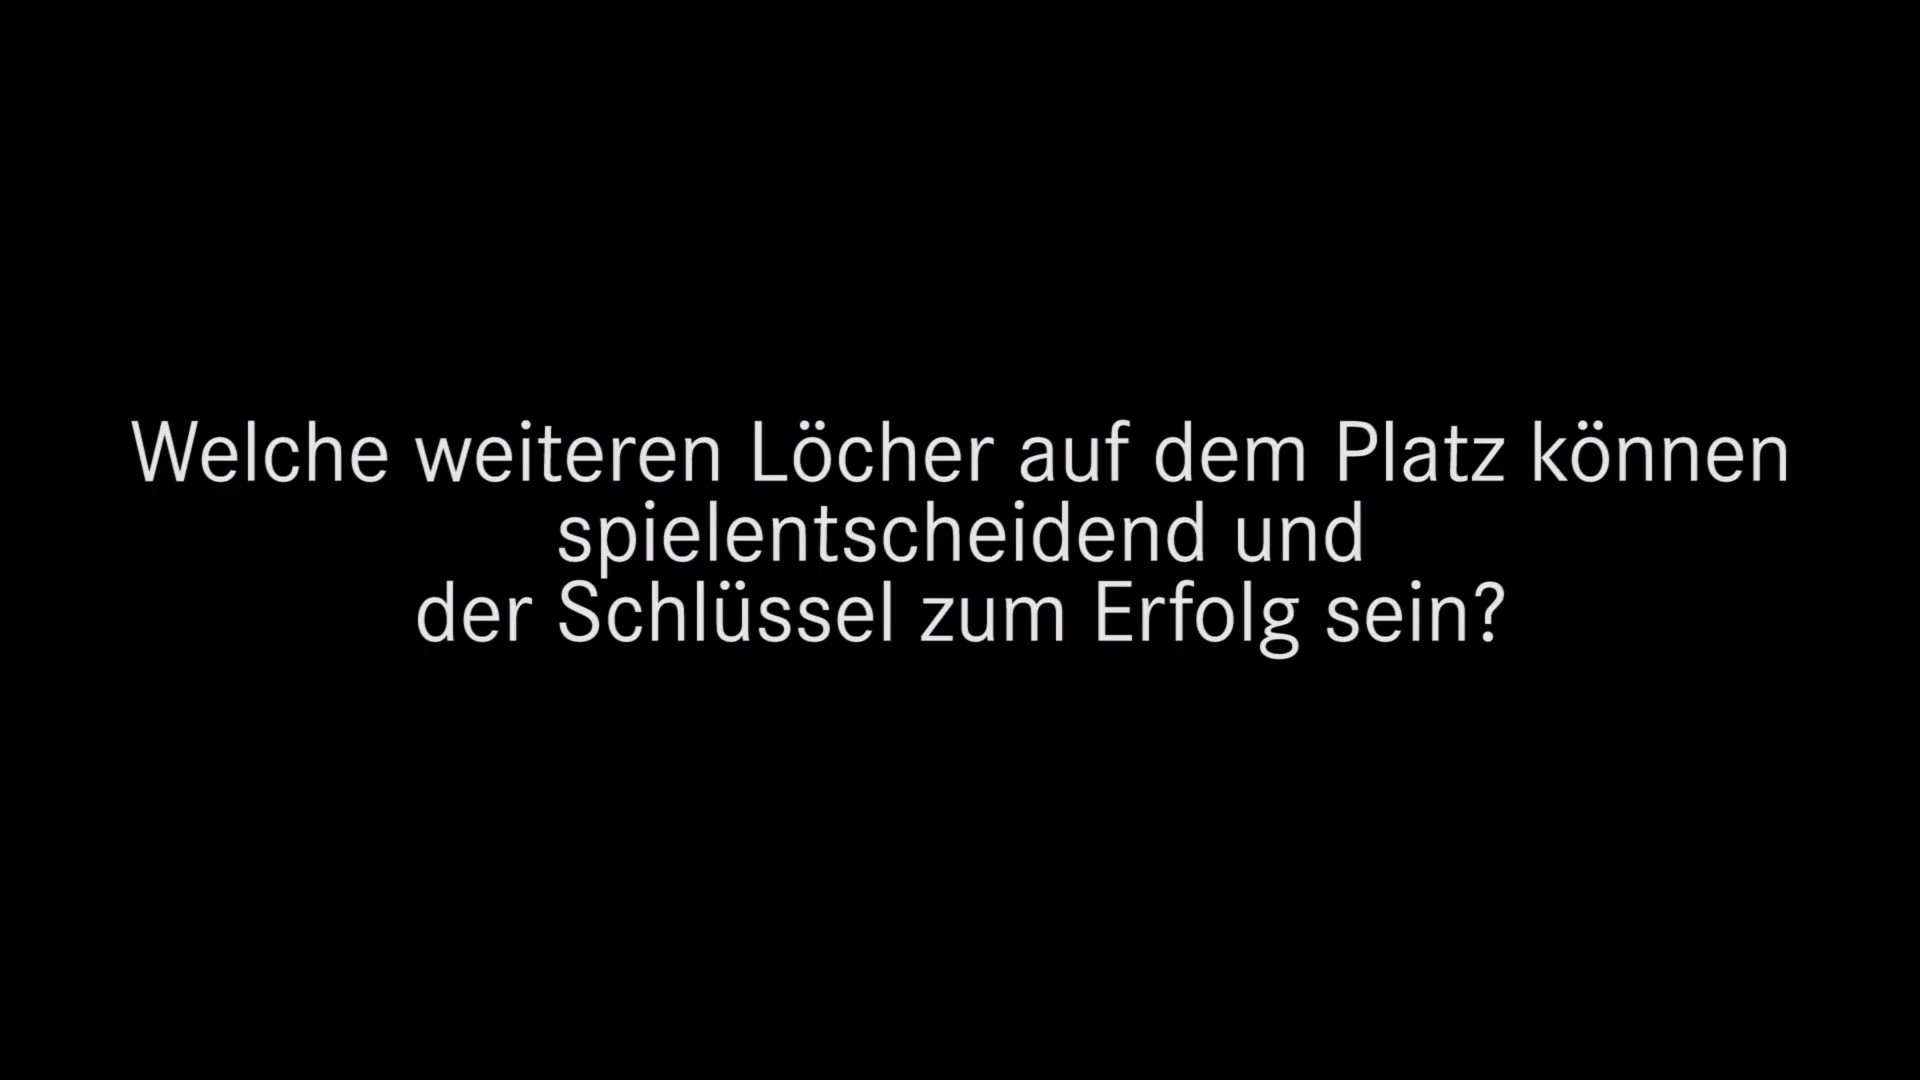 Welche weiteren Löcher auf dem Platz können
spielentscheidend und
der Schlüssel zum Erfolg sein?